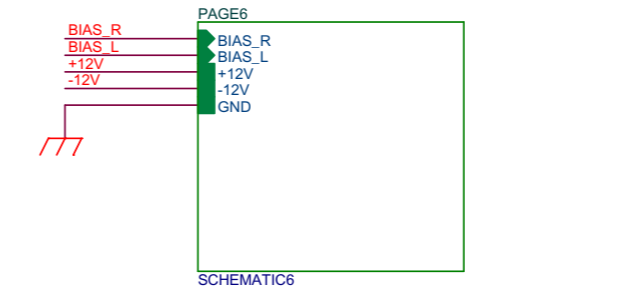 PAGE6
BIAS_R
BIAS_L
+12V
-12V
BIAS_R
BIAS_L
+12V
-12V
GND
SCHEMATIC6